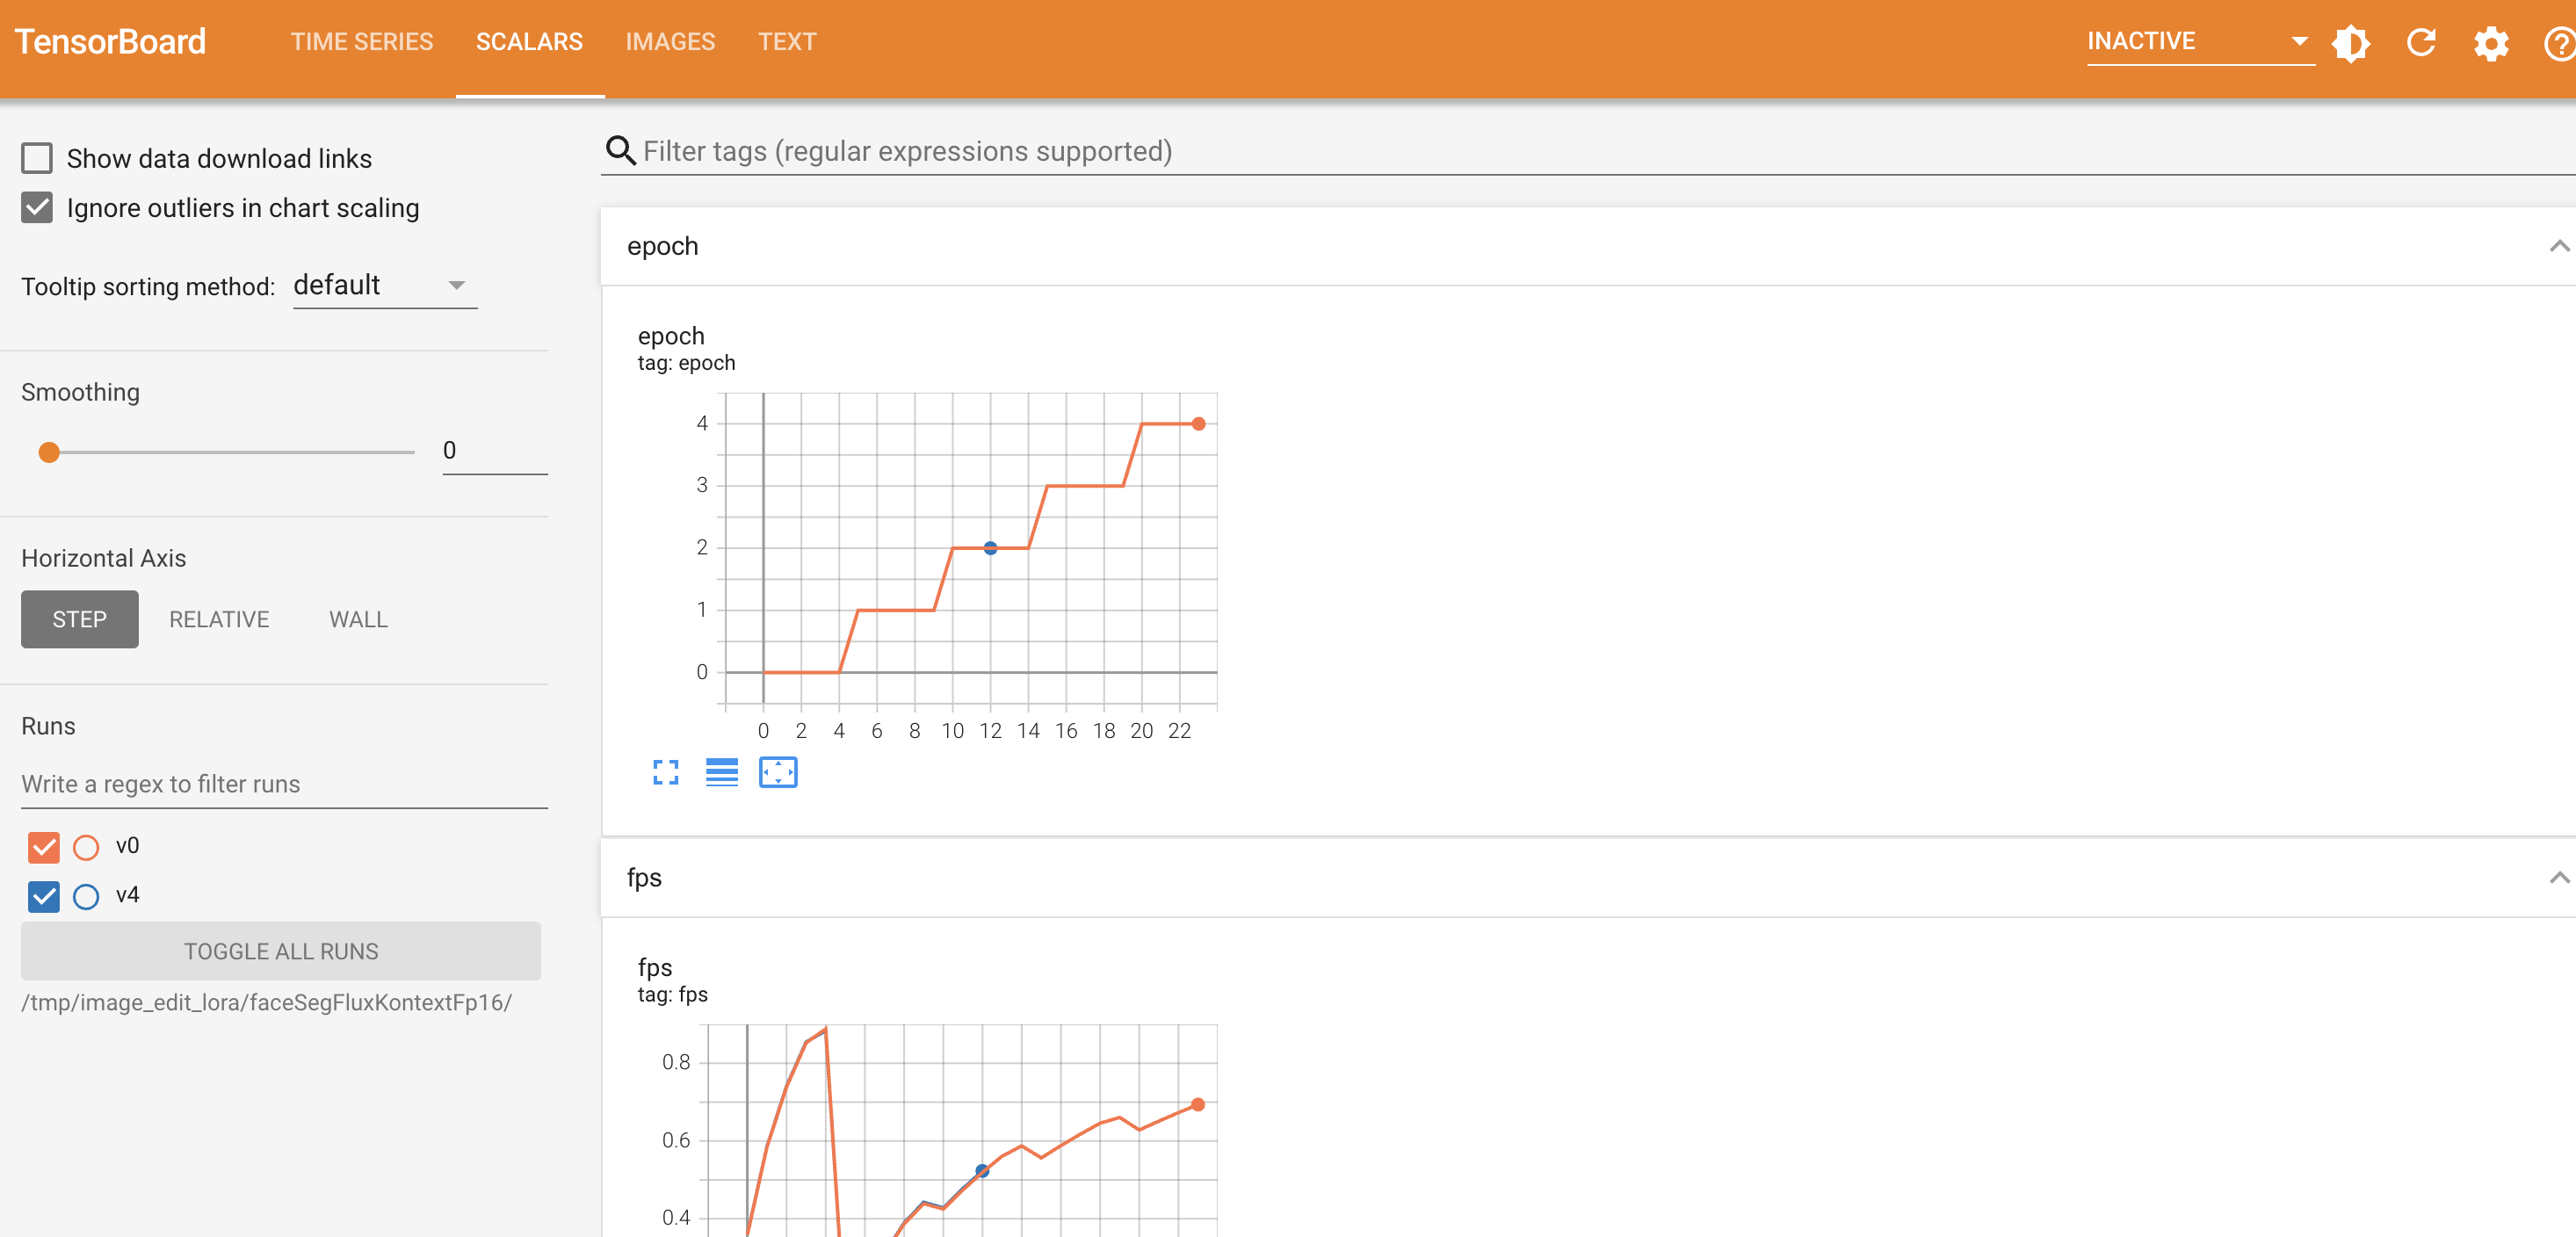 TensorBoard TIME SERIES SCALARS IMAGES TEXT INACTIVE
Show data download links
Ignore outliers in chart scaling
Tooltip sorting method: default
Smoothing
0
Horizontal Axis
STEP RELATIVE WALL
Runs
Write a regex to filter runs
v0
v4
TOGGLE ALL RUNS
/tmp/image_edit_lora/faceSegFluxKontextFp16/
Filter tags (regular expressions supported)
epoch
epoch
tag: epoch
4
3
2
1
0
0 2 4 6 8 10 12 14 16 18 20 22
fps
fps
tag: fps
0.8
0.6
0.4